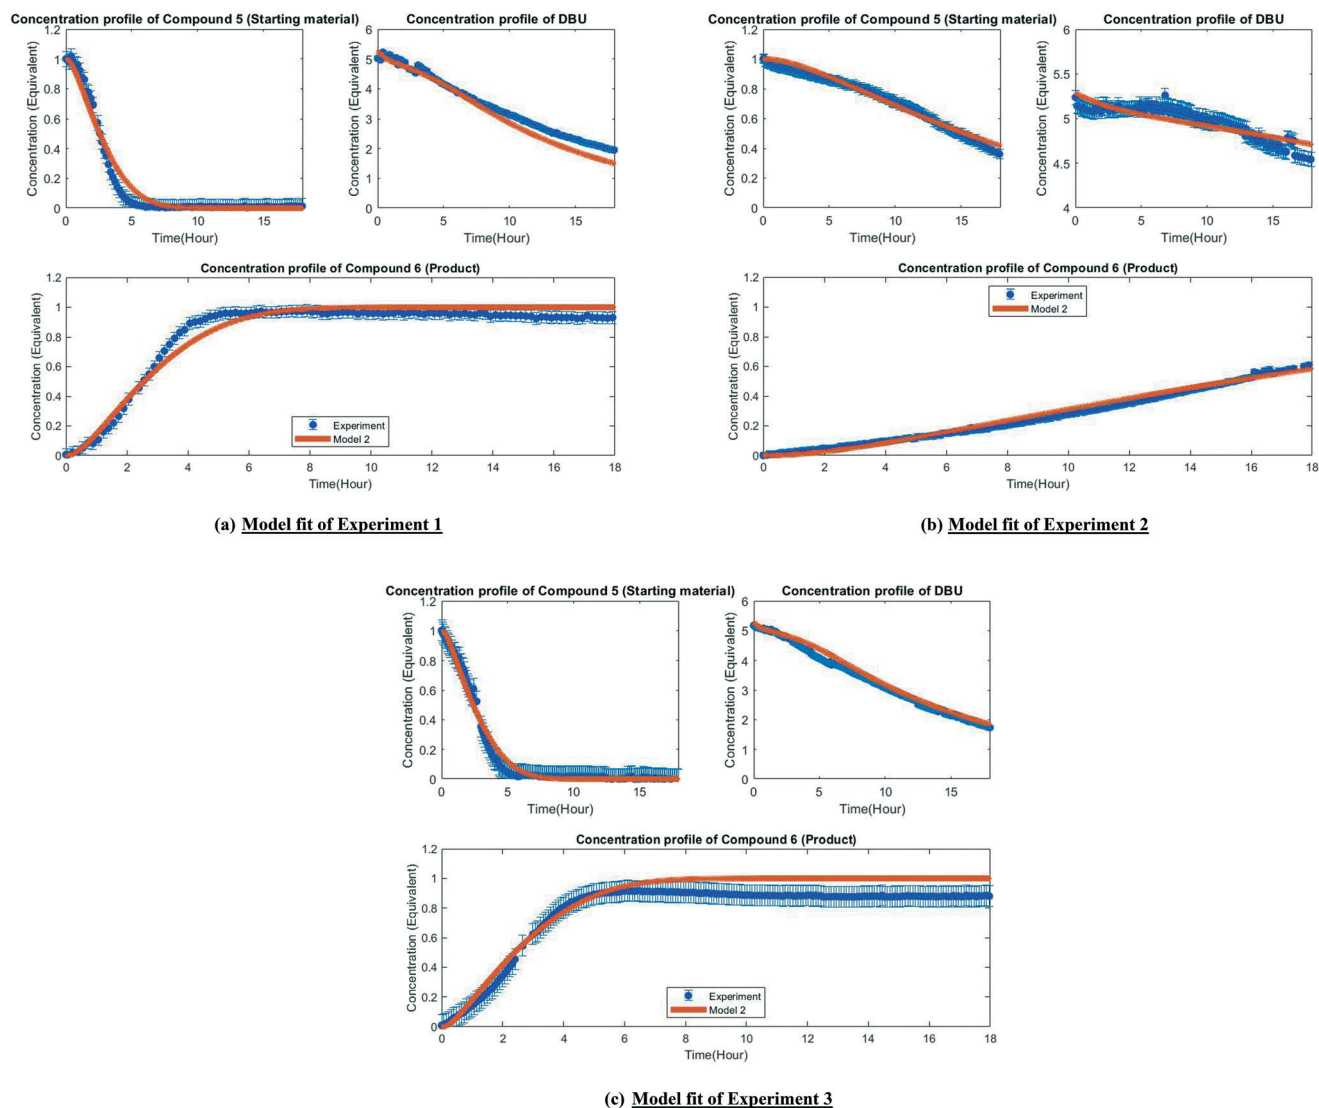 Concentration profile of Compound 5 (Starting material)
1.2
1
0.8
0.6
0.4
0.2
0
0 5 10 15
Concentration (Equivalent)
Time(Hour)
Concentration profile of DBU
6
5
4
3
2
1
0
0 5 10 15
Concentration (Equivalent)
Time(Hour)
Concentration profile of Compound 6 (Product)
1.2
1
0.8
0.6
0.4
0.2
0
0 2 4 6 8 10 12 14 16 18
Concentration (Equivalent)
Time(Hour)
Experiment
Model 2
(a) Model fit of Experiment 1
Concentration profile of Compound 5 (Starting material)
1.2
1
0.8
0.6
0.4
0.2
0
0 5 10 15
Concentration (Equivalent)
Time(Hour)
Concentration profile of DBU
6
5.5
5
4.5
4
0 5 10 15
Concentration (Equivalent)
Time(Hour)
Concentration profile of Compound 6 (Product)
1.2
1
0.8
0.6
0.4
0.2
0
0 2 4 6 8 10 12 14 16 18
Concentration (Equivalent)
Time(Hour)
Experiment
Model 2
(b) Model fit of Experiment 2
Concentration profile of Compound 5 (Starting material)
1.2
1
0.8
0.6
0.4
0.2
0
0 5 10 15
Concentration (Equivalent)
Time(Hour)
Concentration profile of DBU
6
5
4
3
2
1
0
0 5 10 15
Concentration (Equivalent)
Time(Hour)
Concentration profile of Compound 6 (Product)
1.2
1
0.8
0.6
0.4
0.2
0
0 2 4 6 8 10 12 14 16 18
Concentration (Equivalent)
Time(Hour)
Experiment
Model 2
(c) Model fit of Experiment 3